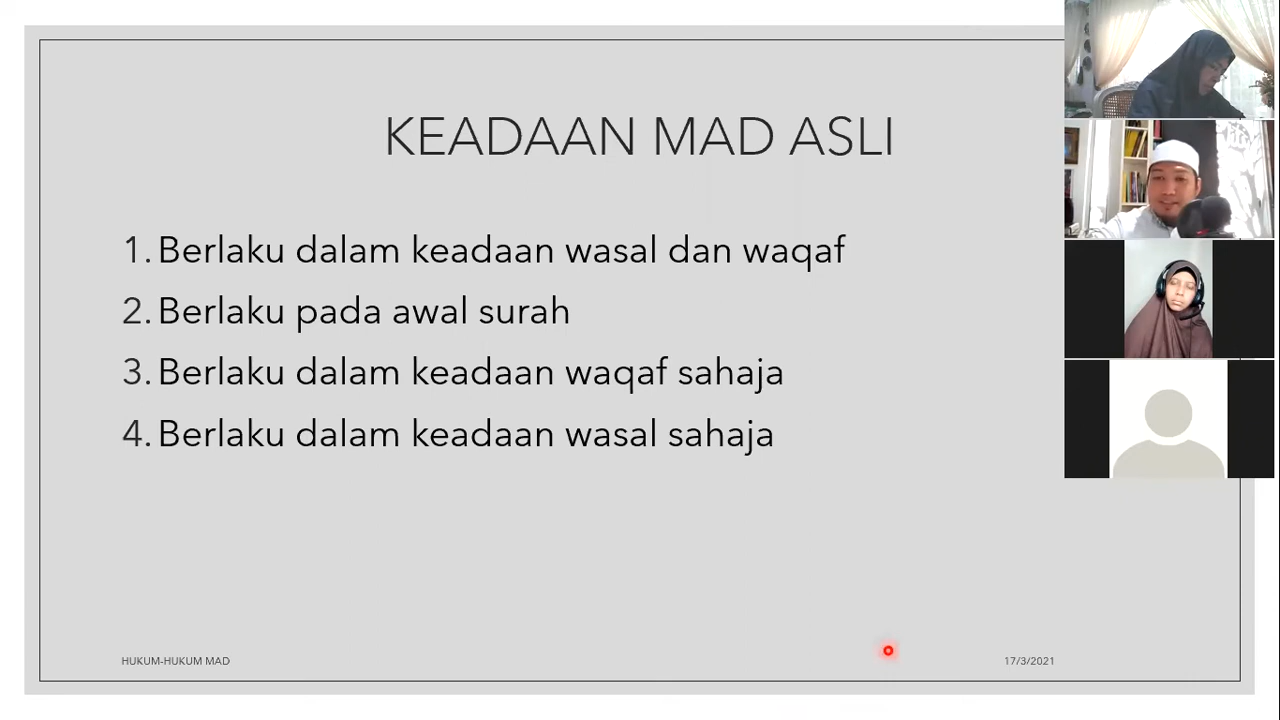 KEADAAN MAD ASLI
1. Berlaku dalam keadaan wasal dan waqaf
2. Berlaku pada awal surah
3. Berlaku dalam keadaan waqaf sahaja
4. Berlaku dalam keadaan wasal sahaja
HUKUM-HUKUM MAD
17/3/2021